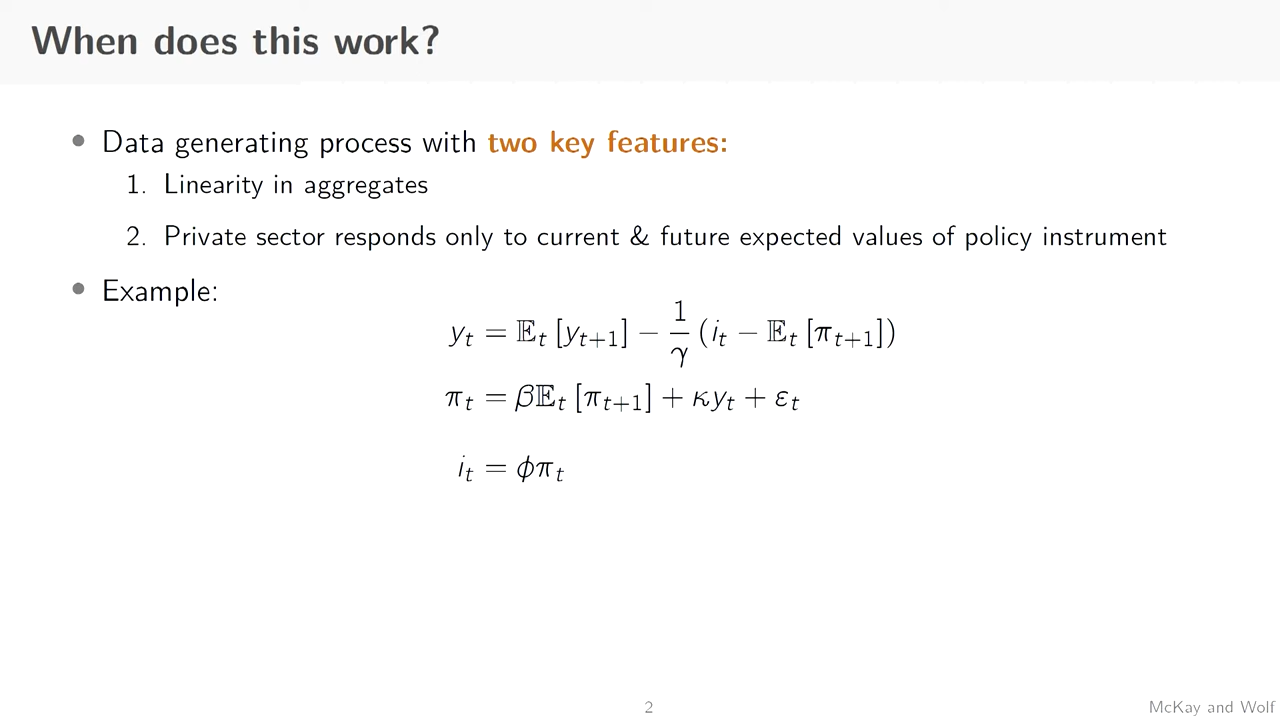 When does this work?
• Data generating process with two key features:
1. Linearity in aggregates
2. Private sector responds only to current & future expected values of policy instrument
• Example:
y_t = 𝔼_t [y_{t+1}] − \frac{1}{γ} (i_t − 𝔼_t [π_{t+1}])
π_t = β𝔼_t [π_{t+1}] + κy_t + ε_t
i_t = ϕπ_t
2
McKay and Wolf